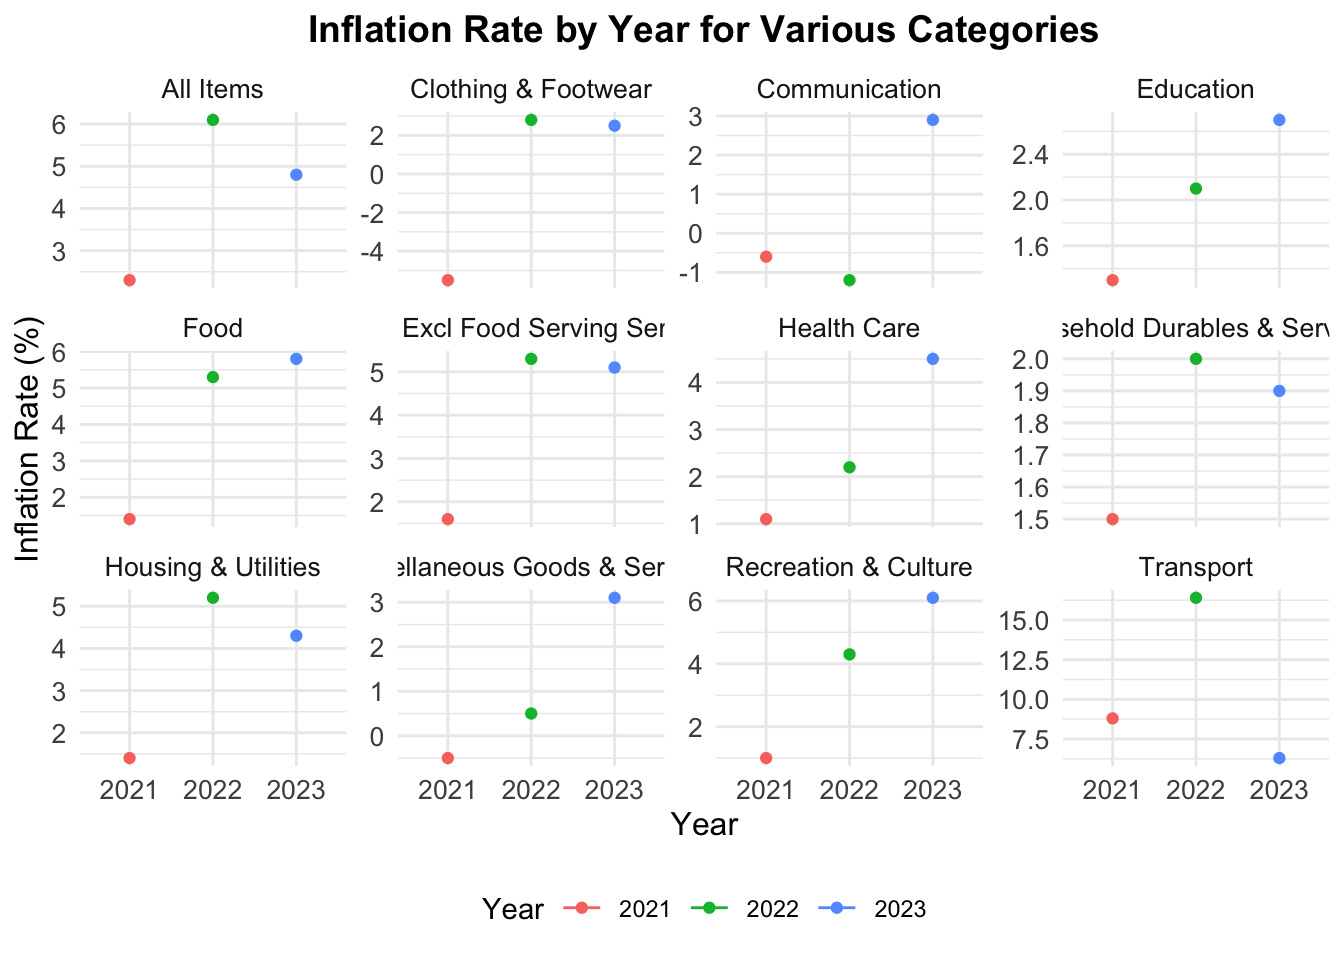 Inflation Rate by Year for Various Categories
All Items
Clothing & Footwear
Communication
Education
6
5
4
3
2
0
-2
-4
3
2
1
0
-1
2.4
2.0
1.6
Food
Excl Food Serving Ser
Health Care
sehold Durables & Serv
6
5
4
3
2
5
4
3
2
4
3
2
1
2.0
1.9
1.8
1.7
1.6
1.5
Housing & Utilities
ellaneous Goods & Ser
Recreation & Culture
Transport
5
4
3
2
3
2
1
0
6
4
2
15.0
12.5
10.0
7.5
2021 2022 2023
2021 2022 2023
2021 2022 2023
2021 2022 2023
Inflation Rate (%)
Year
Year 2021 2022 2023